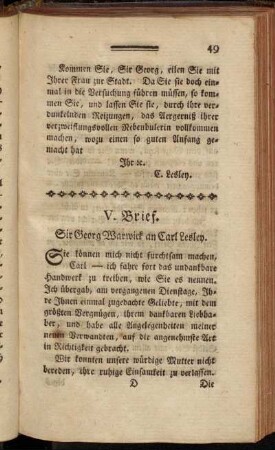 49
Kommen Sie, Sir Georg, eilen Sie mit
Ihrer Frau zur Stadt. Da Sie sie doch ein-
mal in die Versuchung führen müssen, so kom-
men Sie, und lassen Sie sie, durch ihre ver-
dunkelnden Reizungen, das Aergerniß ihrer
verzweiflungsvollen Nebenbulerin vollkommen
machen, wozu einen so guten Anfang ge-
macht hat
Ihr ꝛc.
C. Lesley.
V. Brief.
Sir Georg Warwick an Carl Lesley.
Sie können mich nicht furchtsam machen,
Carl — ich fahre fort das undankbare
Handwerk zu treiben, wie Sie es nennen.
Ich übergab, am vergangenen Dienstage, Ih-
re Ihnen einmal zugedachte Geliebte, mit dem
größten Vergnügen, ihrem dankbaren Liebha-
ber, und habe alle Angelegenheiten meiner
neuen Verwandten, auf die angenehmste Art
in Richtigkeit gebracht.
Wir konnten unsere würdige Mutter nicht
bereden, ihre ruhige Einsamkeit zu verlassen.
D Die